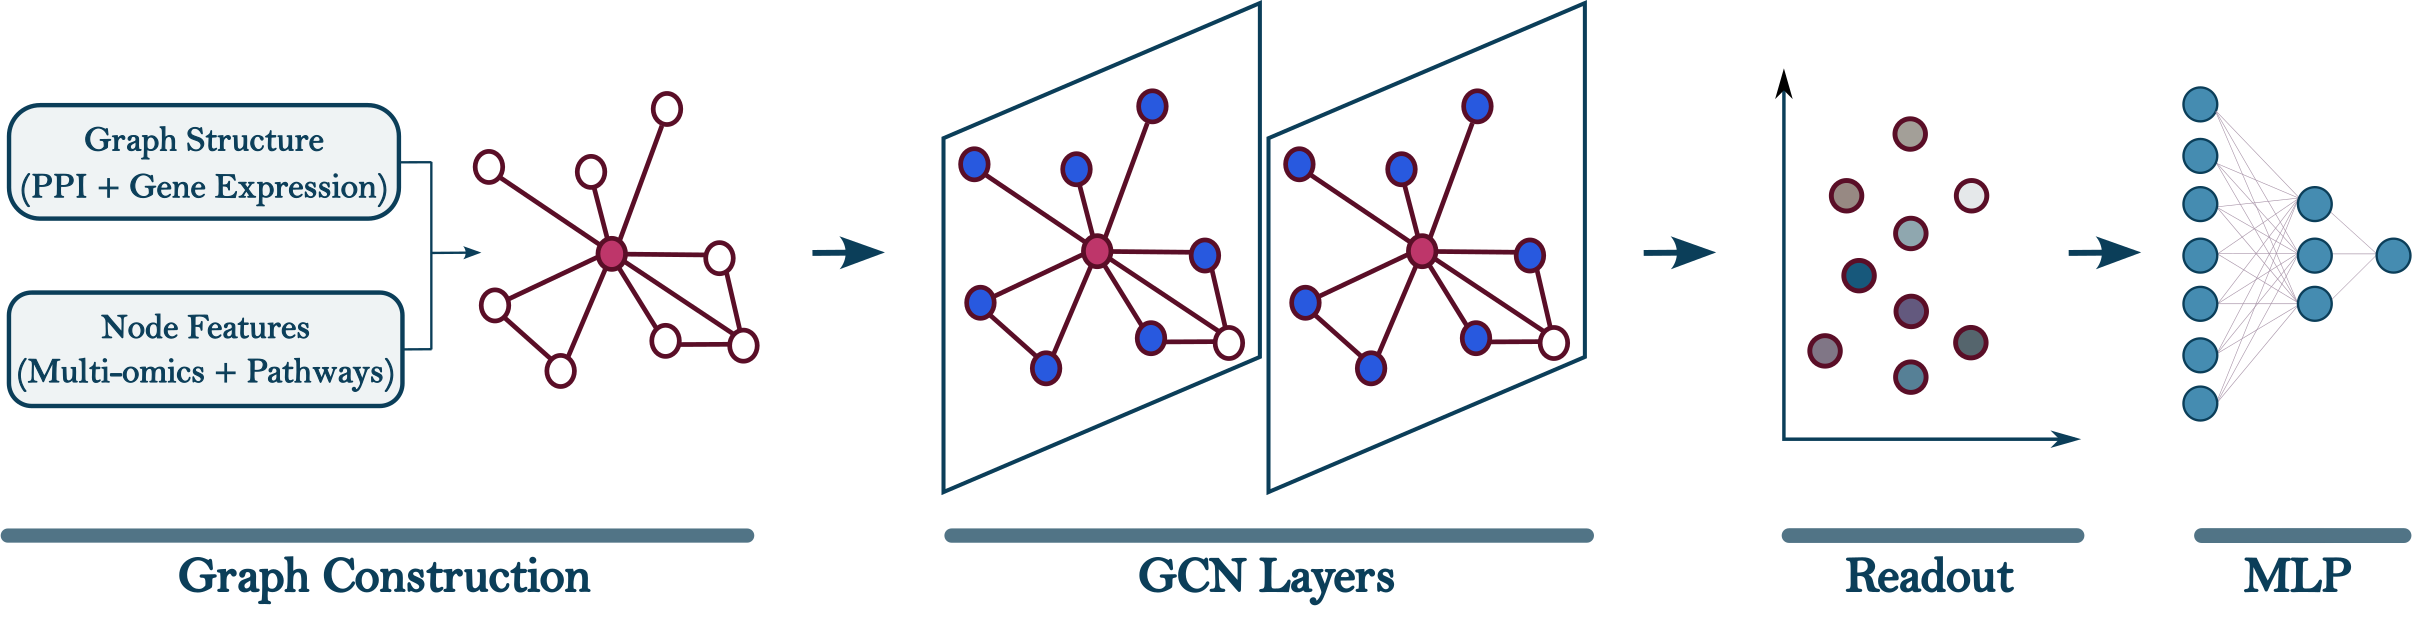 Graph Structure
(PPI + Gene Expression)
Node Features
(Multi-omics + Pathways)
Graph Construction
GCN Layers
Readout
MLP